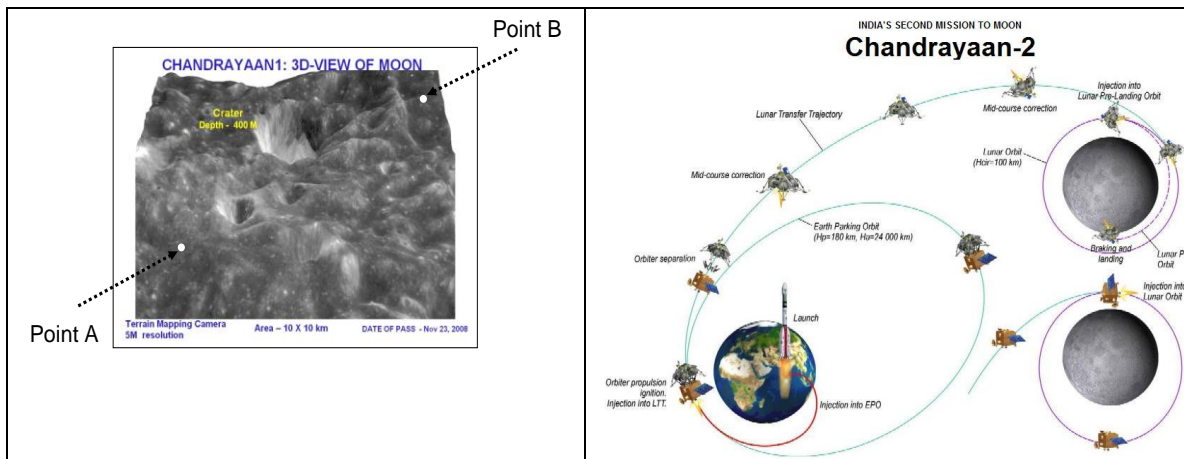 Point B
CHANDRAYAAN1: 3D-VIEW OF MOON
Crater
Depth - 400 M
Point A
Terrain Mapping Camera
5M resolution
Area – 10 X 10 km
DATE OF PASS - Nov 23, 2008
INDIA'S SECOND MISSION TO MOON
Chandrayaan-2
Mid-course correction
Injection into
Lunar Pre-Landing Orbit
Lunar Transfer Trajectory
Lunar Orbit
(Hcir=100 km)
Mid-course correction
Earth Parking Orbit
(Hp=180 km, Ha=24 000 km)
Orbiter separation
Braking and
landing
Lunar P
Orbit
Injection into
Lunar Orbit
Launch
Orbiter propulsion
ignition.
Injection into LTT.
Injection into EPO